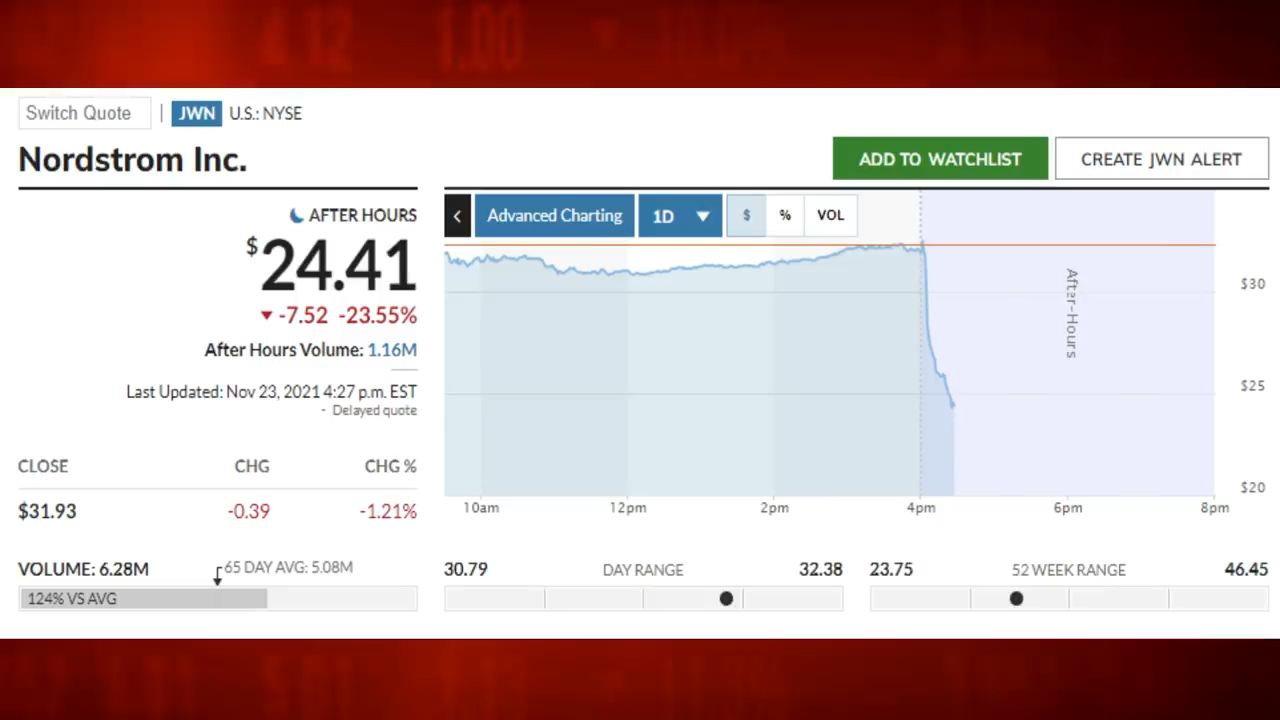 4.12 1.00
Switch Quote | JWN U.S.: NYSE
Nordstrom Inc.
ADD TO WATCHLIST CREATE JWN ALERT
AFTER HOURS
$24.41
-7.52 -23.55%
After Hours Volume: 1.16M
Last Updated: Nov 23, 2021 4:27 p.m. EST
- Delayed quote
CLOSE CHG CHG %
$31.93 -0.39 -1.21%
VOLUME: 6.28M 65 DAY AVG: 5.08M
124% VS AVG
Advanced Charting 1D $ % VOL
After-Hours
$30
$25
$20
10am 12pm 2pm 4pm 6pm 8pm
30.79 DAY RANGE 32.38
23.75 52 WEEK RANGE 46.45